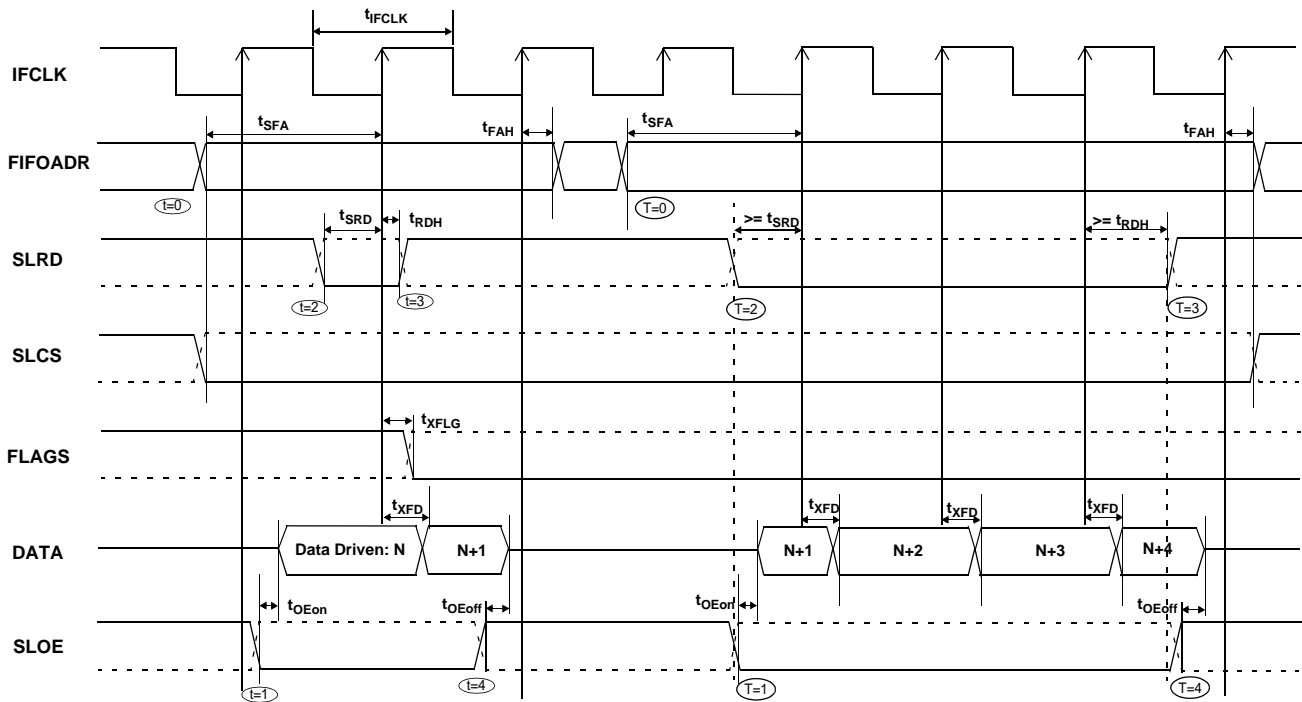 tIFCLK
IFCLK
tSFA
tFAH
tSFA
tFAH
FIFOADR
t=0
T=0
tSRD
tRDH
>= tSRD
>= tRDH
SLRD
t=2
t=3
T=2
T=3
SLCS
tXFLG
FLAGS
tXFD
tXFD
tXFD
tXFD
DATA
Data Driven: N
N+1
N+1
N+2
N+3
N+4
tOEon
tOEoff
tOEon
tOEoff
SLOE
t=1
t=4
T=1
T=4